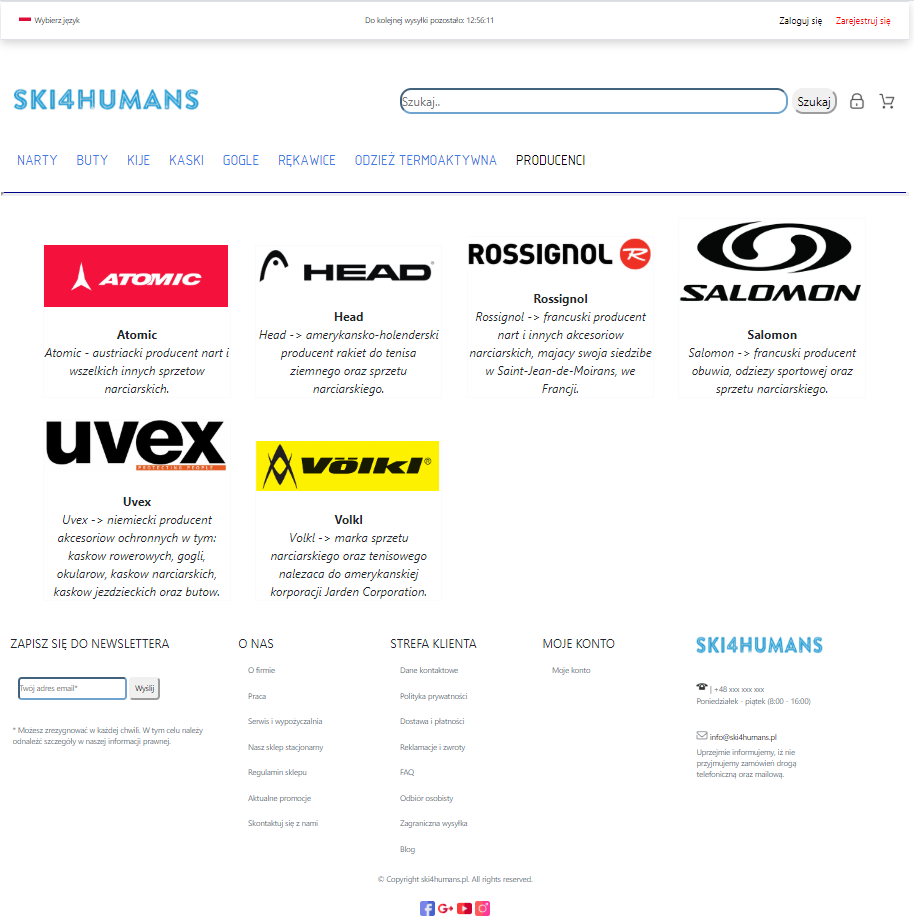 Wybierz język
Do kolejnej wysyłki pozostało: 12:56:11
Zaloguj się
Zarejestruj się
SKI4HUMANS
Szukaj..
Szukaj
NARTY
BUTY
KIJE
KASKI
GOGLE
RĘKAWICE
ODZIEŻ TERMOAKTYWNA
PRODUCENCI
ATOMIC
Atomic
Atomic - austriacki producent nart i
wszelkich innych sprzetow
narciarskich.
HEAD
Head
Head -> amerykansko-holenderski
producent rakiet do tenisa
ziemnego oraz sprzetu
narciarskiego.
ROSSIGNOL R
Rossignol
Rossignol -> francuski producent
nart i innych akcesoriow
narciarskich, majacy swoja siedzibe
w Saint-Jean-de-Moirans, we
Francji.
SALOMON
Salomon
Salomon -> francuski producent
obuwia, odziezy sportowej oraz
sprzetu narciarskiego.
uvex
PROTECTING PEOPLE
Uvex
Uvex -> niemiecki producent
akcesoriow ochronnych w tym:
kaskow rowerowych, gogli,
okularow, kaskow narciarskich,
kaskow jezdzieckich oraz butow.
Völkl®
Volkl
Volkl -> marka sprzetu
narciarskiego oraz tenisowego
nalezaca do amerykanskiej
korporacji Jarden Corporation.
ZAPISZ SIĘ DO NEWSLETTERA
Twój adres email*
Wyślij
* Możesz zrezygnować w każdej chwili. W tym celu należy
odnaleźć szczegóły w naszej informacji prawnej.
O NAS
O firmie
Praca
Serwis i wypożyczalnia
Nasz sklep stacjonarny
Regulamin sklepu
Aktualne promocje
Skontaktuj się z nami
STREFA KLIENTA
Dane kontaktowe
Polityka prywatności
Dostawa i płatności
Reklamacje i zwroty
FAQ
Odbiór osobisty
Zagraniczna wysyłka
Blog
MOJE KONTO
Moje konto
SKI4HUMANS
| +48 xxx xxx xxx
Poniedziałek - piątek (8:00 - 16:00)
info@ski4humans.pl
Uprzejmie informujemy, iż nie
przyjmujemy zamówień drogą
telefoniczną oraz mailową.
© Copyright ski4humans.pl. All rights reserved.